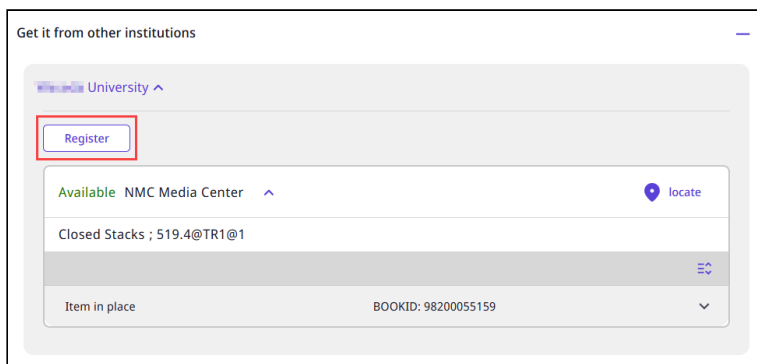 Get it from other institutions
University
Register
Available NMC Media Center
locate
Closed Stacks ; 519.4@TR1@1
Item in place BOOKID: 98200055159